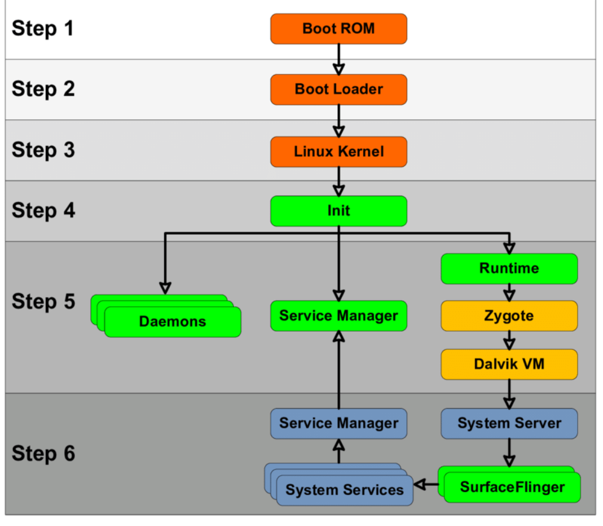 Step 1
Boot ROM
Step 2
Boot Loader
Step 3
Linux Kernel
Step 4
Init
Step 5
Runtime
Daemons
Service Manager
Zygote
Dalvik VM
Step 6
Service Manager
System Server
System Services
SurfaceFlinger